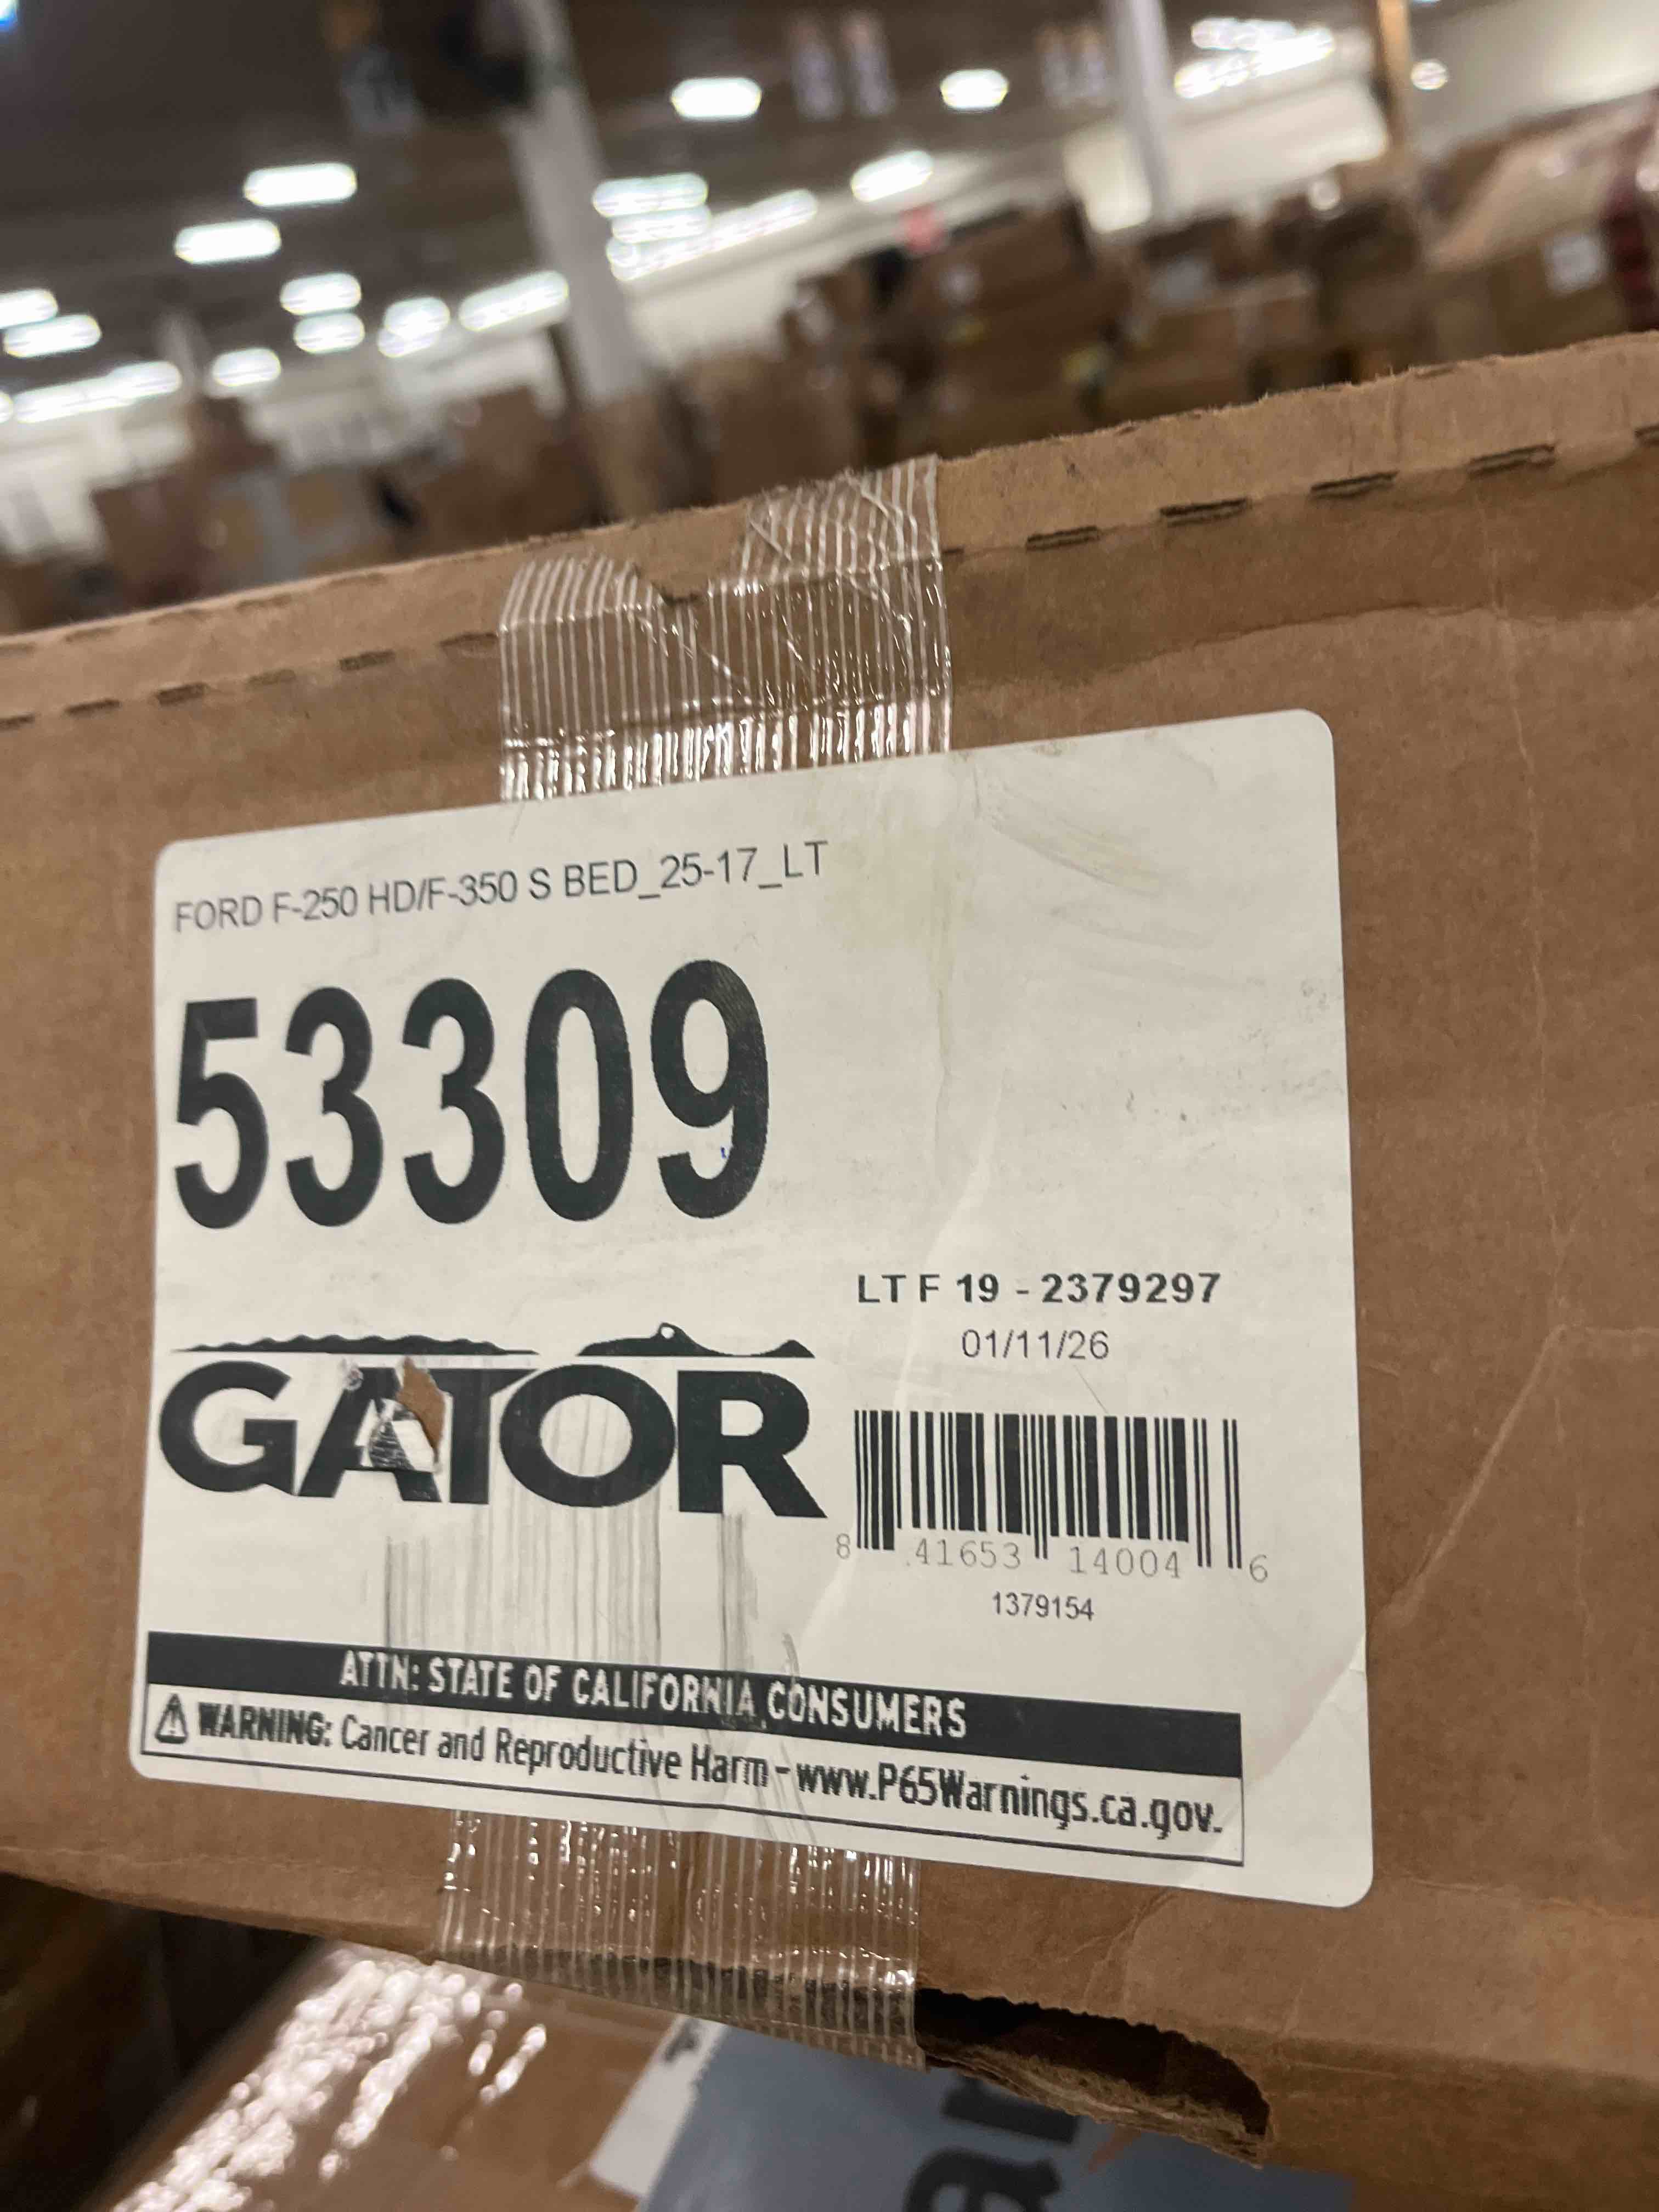 FORD F-250 HD/F-350 S BED_25-17_LT
53309
GATOR
LT F 19 - 2379297
01/11/26
8 41653 14004 6
1379154
ATTN: STATE OF CALIFORNIA CONSUMERS
WARNING: Cancer and Reproductive Harm - www.P65Warnings.ca.gov.